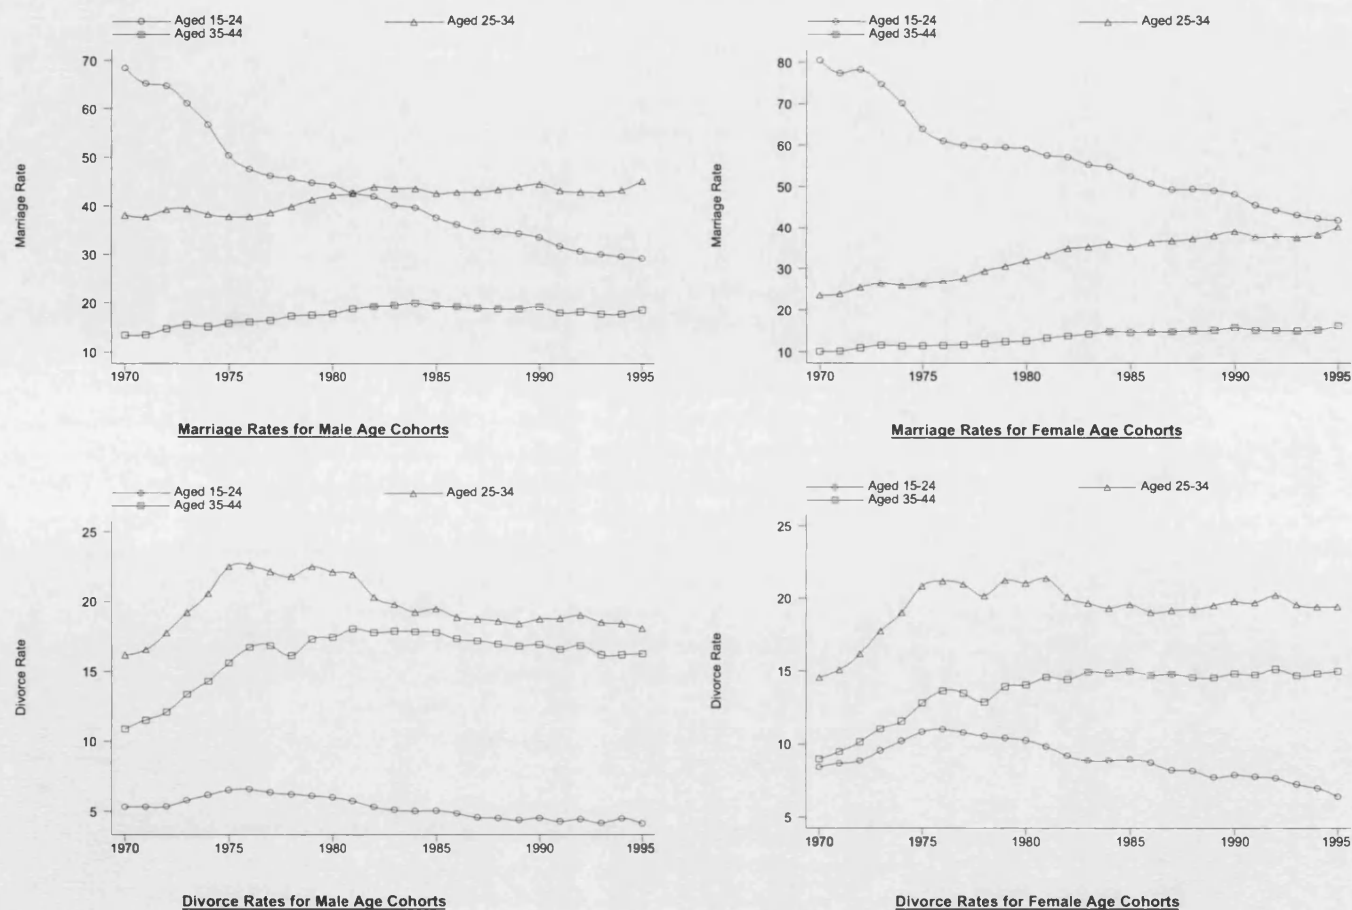 Aged 15-24 Aged 25-34
Aged 35-44
70
60
50
40
30
20
10
Marriage Rate
1970 1975 1980 1985 1990 1995
Marriage Rates for Male Age Cohorts
Aged 15-24 Aged 25-34
Aged 35-44
80
70
60
50
40
30
20
10
Marriage Rate
1970 1975 1980 1985 1990 1995
Marriage Rates for Female Age Cohorts
Aged 15-24 Aged 25-34
Aged 35-44
25
20
15
10
5
Divorce Rate
1970 1975 1980 1985 1990 1995
Divorce Rates for Male Age Cohorts
Aged 15-24 Aged 25-34
Aged 35-44
25
20
15
10
5
Divorce Rate
1970 1975 1980 1985 1990 1995
Divorce Rates for Female Age Cohorts